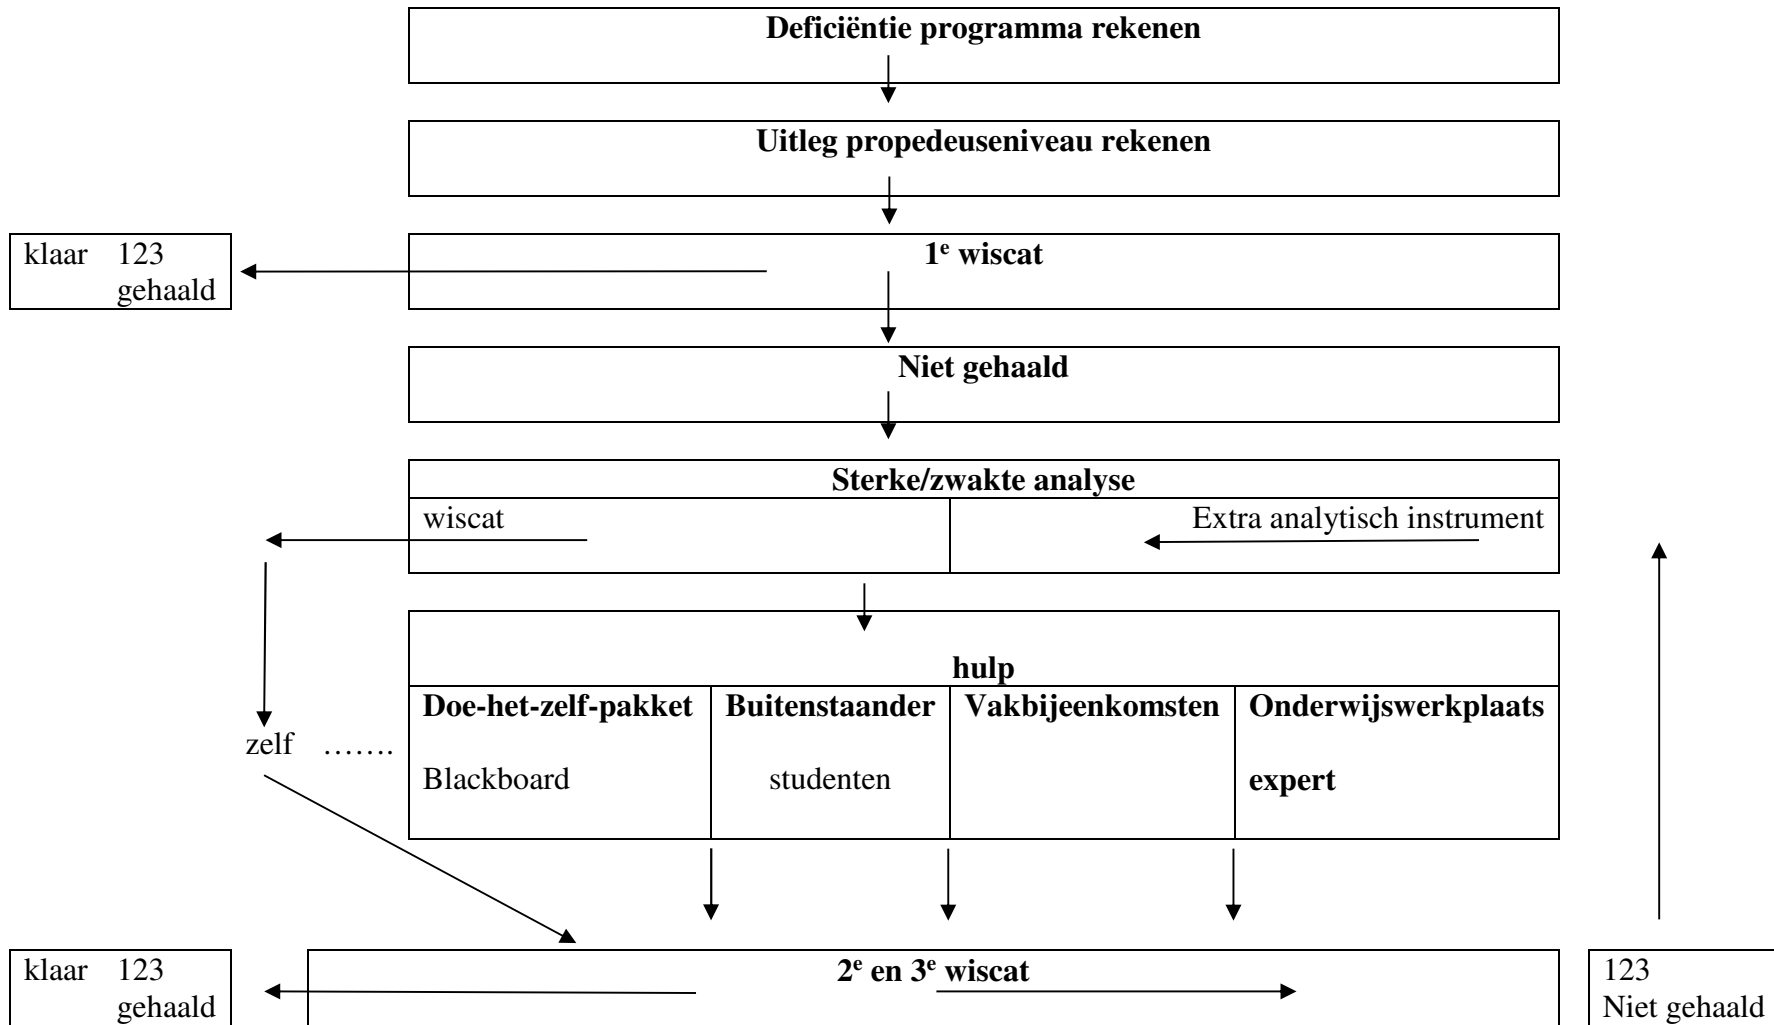 Deficiëntie programma rekenen
Uitleg propedeuseniveau rekenen
klaar 123
gehaald
1e wiscat
Niet gehaald
Sterke/zwakte analyse
wiscat
Extra analytisch instrument
hulp
Doe-het-zelf-pakket
Buitenstaander
Vakbijeenkomsten
Onderwijswerkplaats
zelf …….
Blackboard
studenten
expert
klaar 123
gehaald
2e en 3e wiscat
123
Niet gehaald